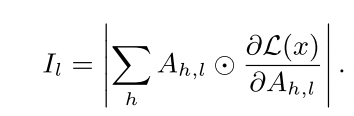 I_l = \left| \sum_h A_{h,l} \odot \frac{\partial \mathcal{L}(x)}{\partial A_{h,l}} \right| .